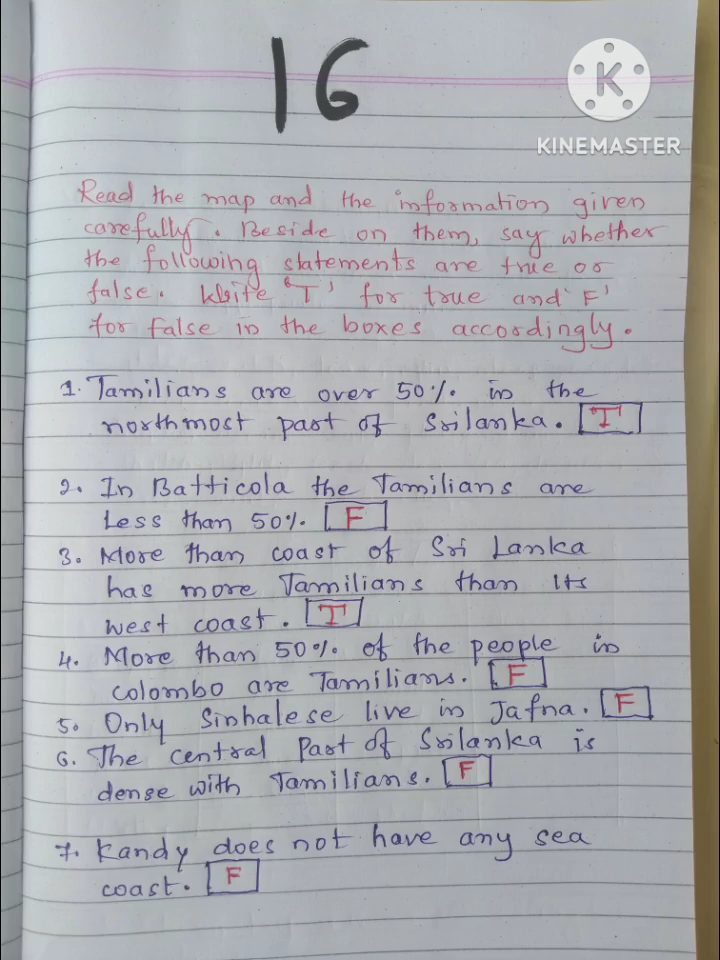 16
K
KINEMASTER
Read the map and the information given
carefully. Beside on them, say whether
the following statements are true or
false. Write 'T' for true and 'F'
for false in the boxes accordingly.
1. Tamilians are over 50% in the
northmost part of Srilanka. T
2. In Batticola the Tamilians are
Less than 50%. F
3. More than coast of Sri Lanka
has more Tamilians than Its
west coast. T
4. More than 50% of the people in
colombo are Tamilians. F
5. Only Sinhalese live in Jafna. F
6. The central Part of Srilanka is
dense with Tamilians. F
7. Kandy does not have any sea
coast. F